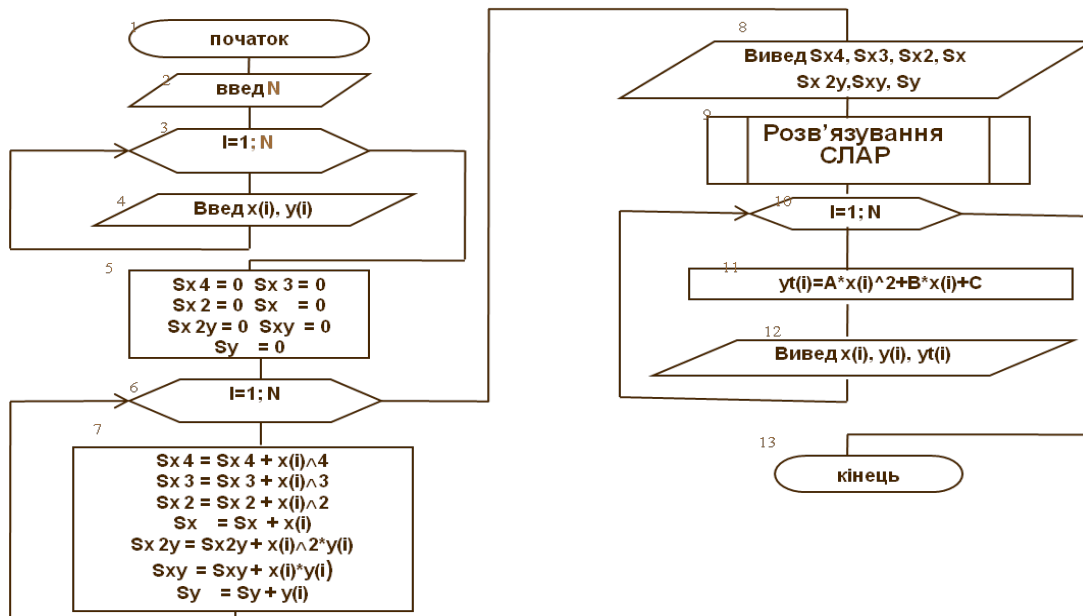 1
початок
2
введ N
3
I=1; N
4
Введ x(i), y(i)
5
Sx 4 = 0 Sx 3 = 0
Sx 2 = 0 Sx = 0
Sx 2y = 0 Sxy = 0
Sy = 0
6
I=1; N
7
Sx 4 = Sx 4 + x(i)^4
Sx 3 = Sx 3 + x(i)^3
Sx 2 = Sx 2 + x(i)^2
Sx = Sx + x(i)
Sx 2y = Sx2y + x(i)^2*y(i)
Sxy = Sxy + x(i)*y(i)
Sy = Sy + y(i)
8
Вивед Sx4, Sx3, Sx2, Sx
Sx 2y,Sxy, Sy
9
Розв’язування
СЛАР
10
I=1; N
11
yt(i)=A*x(i)^2+B*x(i)+C
12
Вивед x(i), y(i), yt(i)
13
кінець